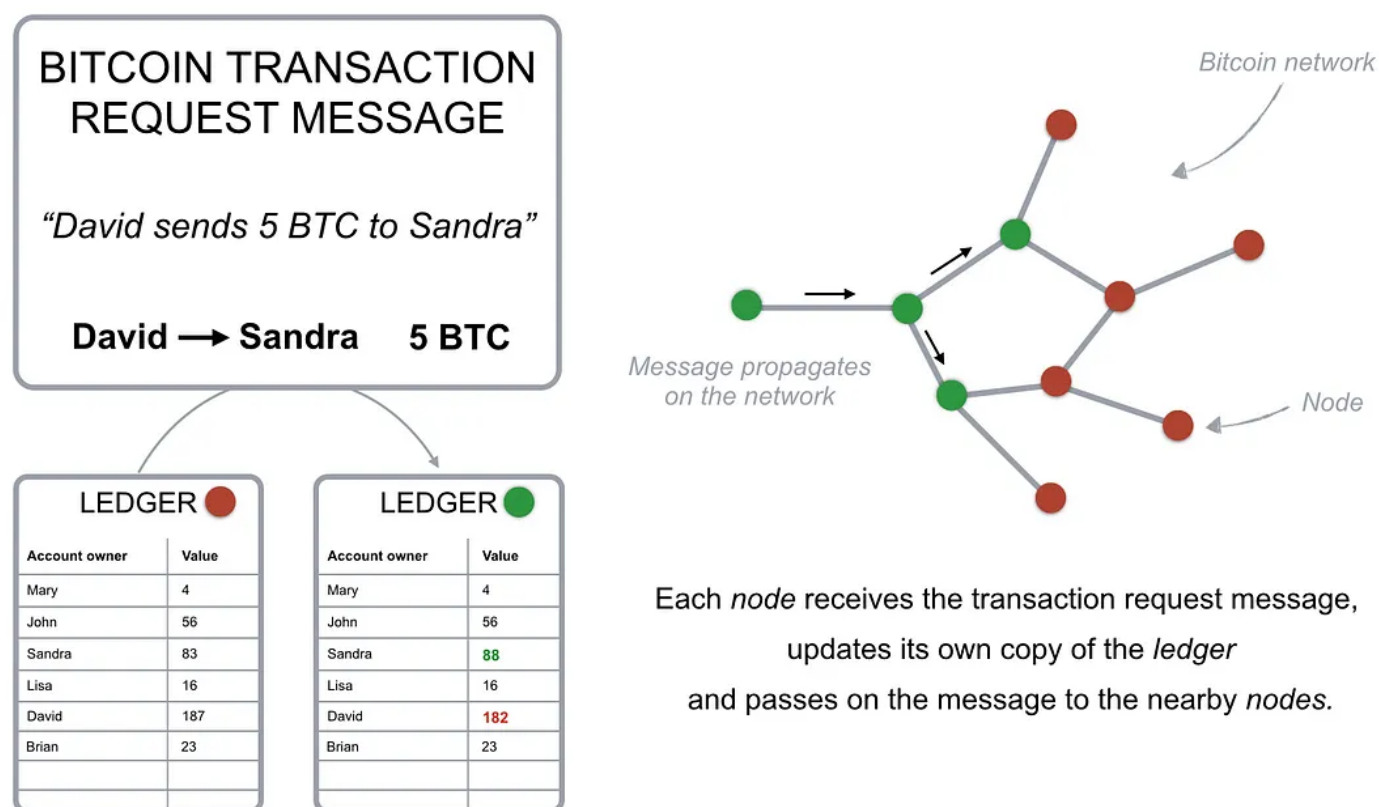 BITCOIN TRANSACTION
REQUEST MESSAGE
“David sends 5 BTC to Sandra”
David → Sandra 5 BTC
LEDGER
Account owner Value
Mary 4
John 56
Sandra 83
Lisa 16
David 187
Brian 23
LEDGER
Account owner Value
Mary 4
John 56
Sandra 88
Lisa 16
David 182
Brian 23
Bitcoin network
Message propagates
on the network
Node
Each node receives the transaction request message,
updates its own copy of the ledger
and passes on the message to the nearby nodes.